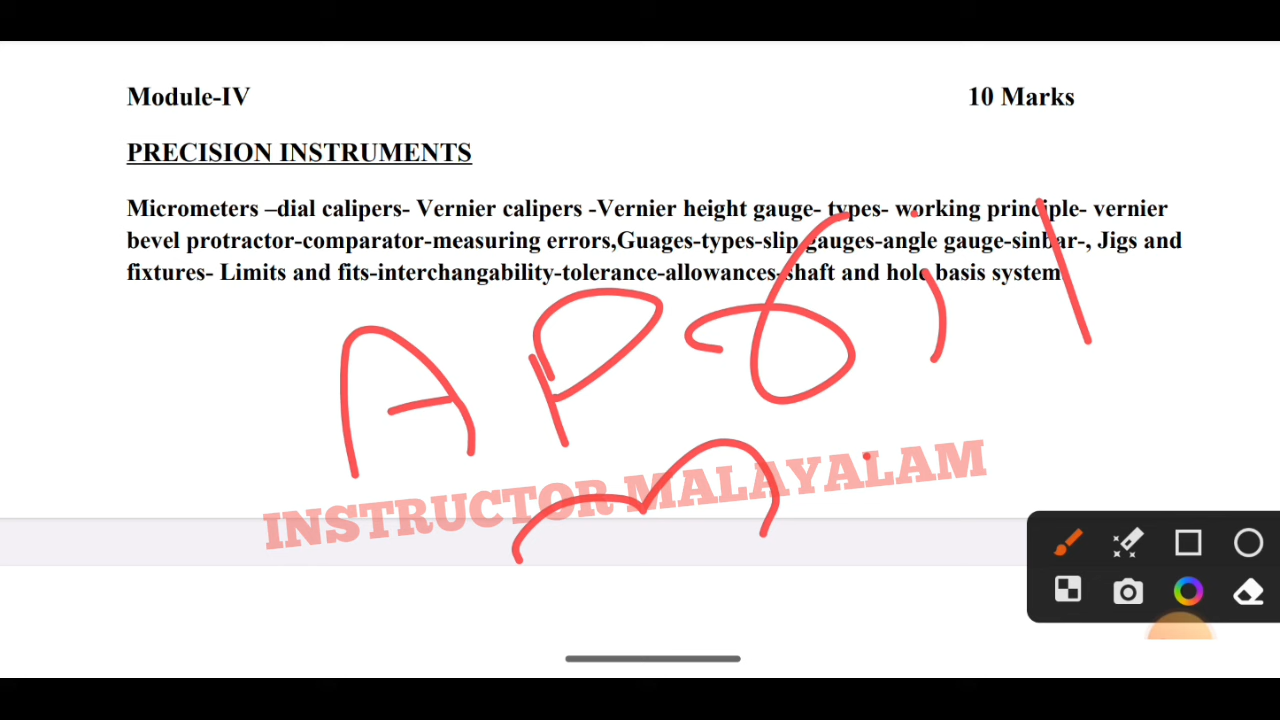 Module-IV 10 Marks
PRECISION INSTRUMENTS
Micrometers –dial calipers- Vernier calipers -Vernier height gauge- types- working principle- vernier
bevel protractor-comparator-measuring errors,Guages-types-slip gauges-angle gauge-sinbar-, Jigs and
fixtures- Limits and fits-interchangability-tolerance-allowances-shaft and hole basis system
INSTRUCTOR MALAYALAM